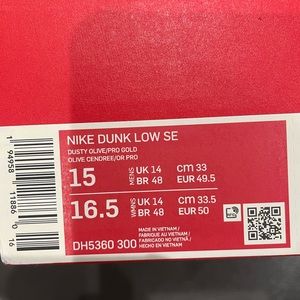 NIKE DUNK LOW SE
DUSTY OLIVE/PRO GOLD
OLIVE CENDREE/OR PRO
15 MENS UK 14 CM 33
BR 48 EUR 49.5
16.5 WMNS UK 14 CM 33.5
BR 48 EUR 50
DH5360 300
MADE IN VIETNAM /
FABRIQUE AU VIETNAM /
FABRICADO NO VIETNÃ /
HECHO EN VIETNAM